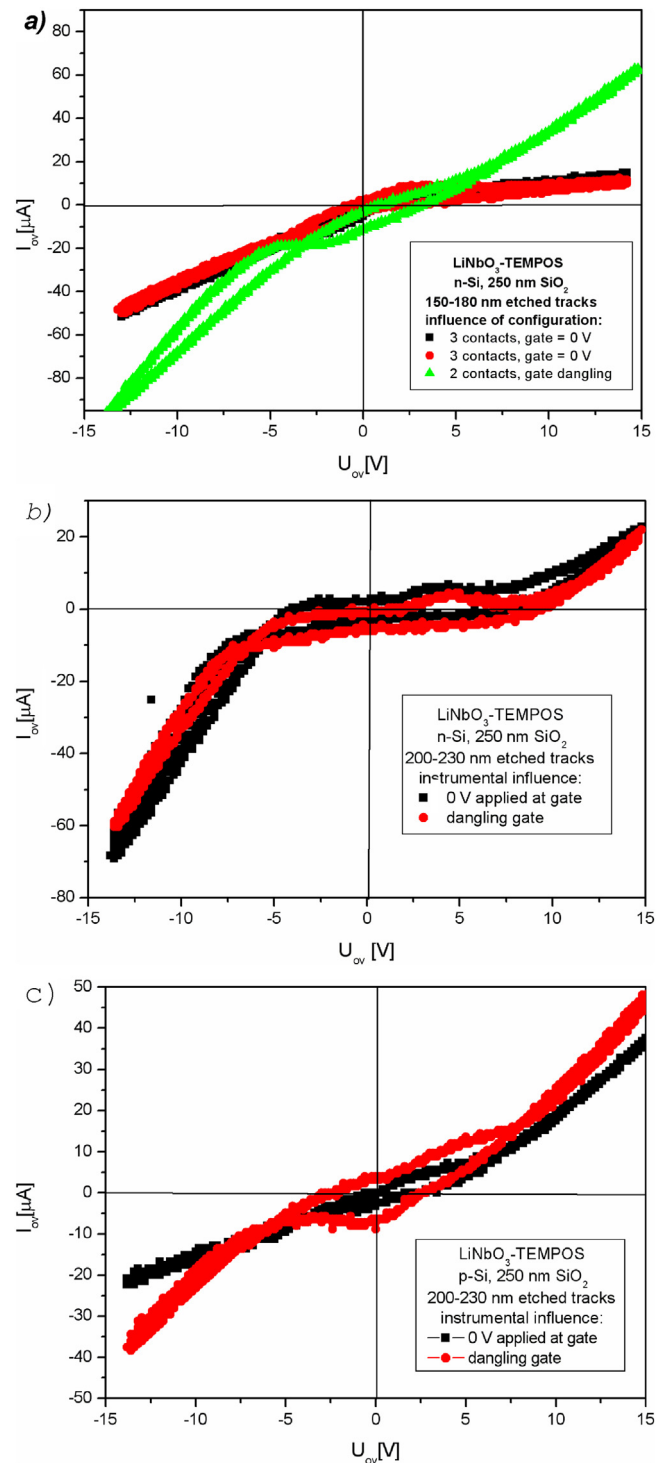 a)
80
60
40
20
0
-20
-40
-60
-80
I_ov[μA]
-15 -10 -5 0 5 10 15
U_ov[V]
LiNbO₃-TEMPOS
n-Si, 250 nm SiO₂
150-180 nm etched tracks
influence of configuration:
3 contacts, gate = 0 V
3 contacts, gate = 0 V
2 contacts, gate dangling
b)
20
0
-20
-40
-60
-80
I_ov[μA]
-15 -10 -5 0 5 10 15
U_ov [V]
LiNbO₃-TEMPOS
n-Si, 250 nm SiO₂
200-230 nm etched tracks
instrumental influence:
0 V applied at gate
dangling gate
c)
50
40
30
20
10
0
-10
-20
-30
-40
-50
I_ov[μA]
-15 -10 -5 0 5 10 15
U_ov[V]
LiNbO₃-TEMPOS
p-Si, 250 nm SiO₂
200-230 nm etched tracks
instrumental influence:
0 V applied at gate
dangling gate